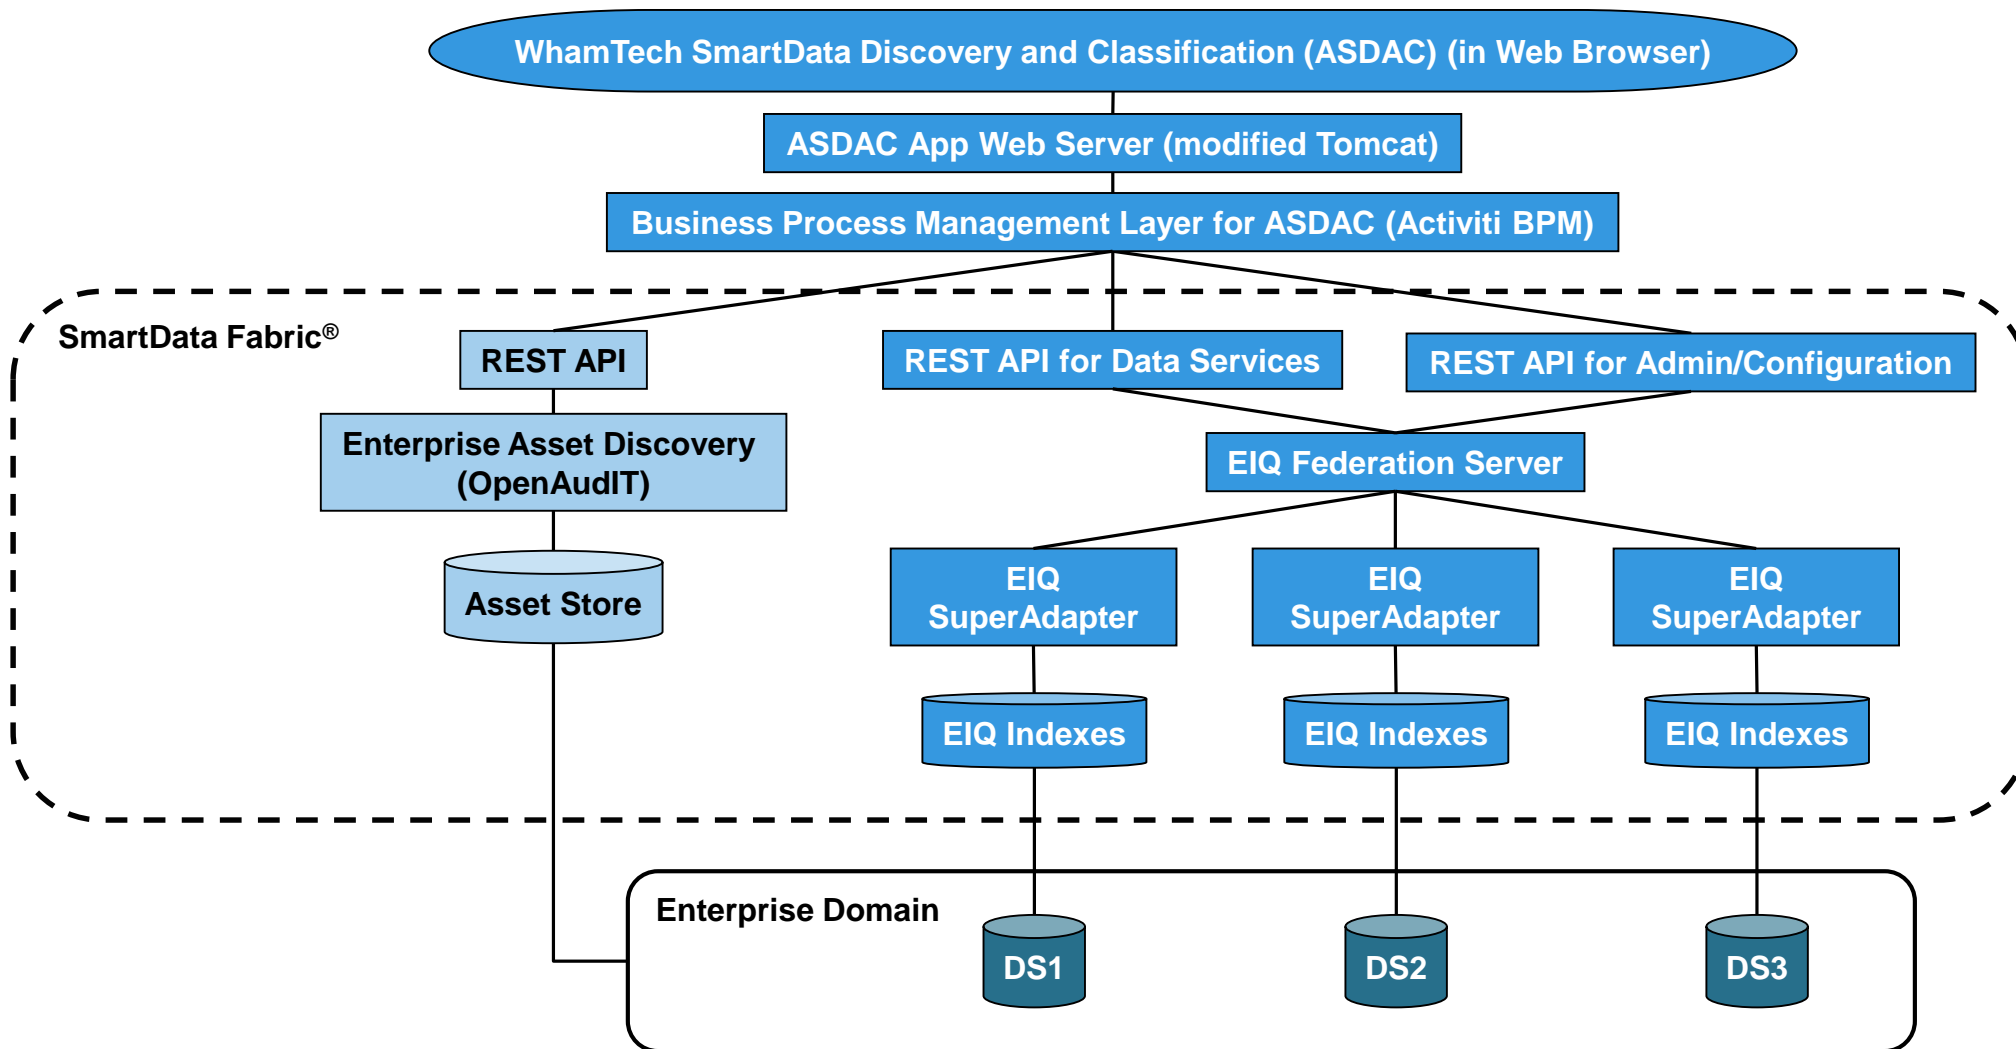 WhamTech SmartData Discovery and Classification (ASDAC) (in Web Browser)
ASDAC App Web Server (modified Tomcat)
Business Process Management Layer for ASDAC (Activiti BPM)
SmartData Fabric®
REST API
REST API for Data Services
REST API for Admin/Configuration
Enterprise Asset Discovery
(OpenAudIT)
EIQ Federation Server
Asset Store
EIQ
SuperAdapter
EIQ
SuperAdapter
EIQ
SuperAdapter
EIQ Indexes
EIQ Indexes
EIQ Indexes
Enterprise Domain
DS1
DS2
DS3